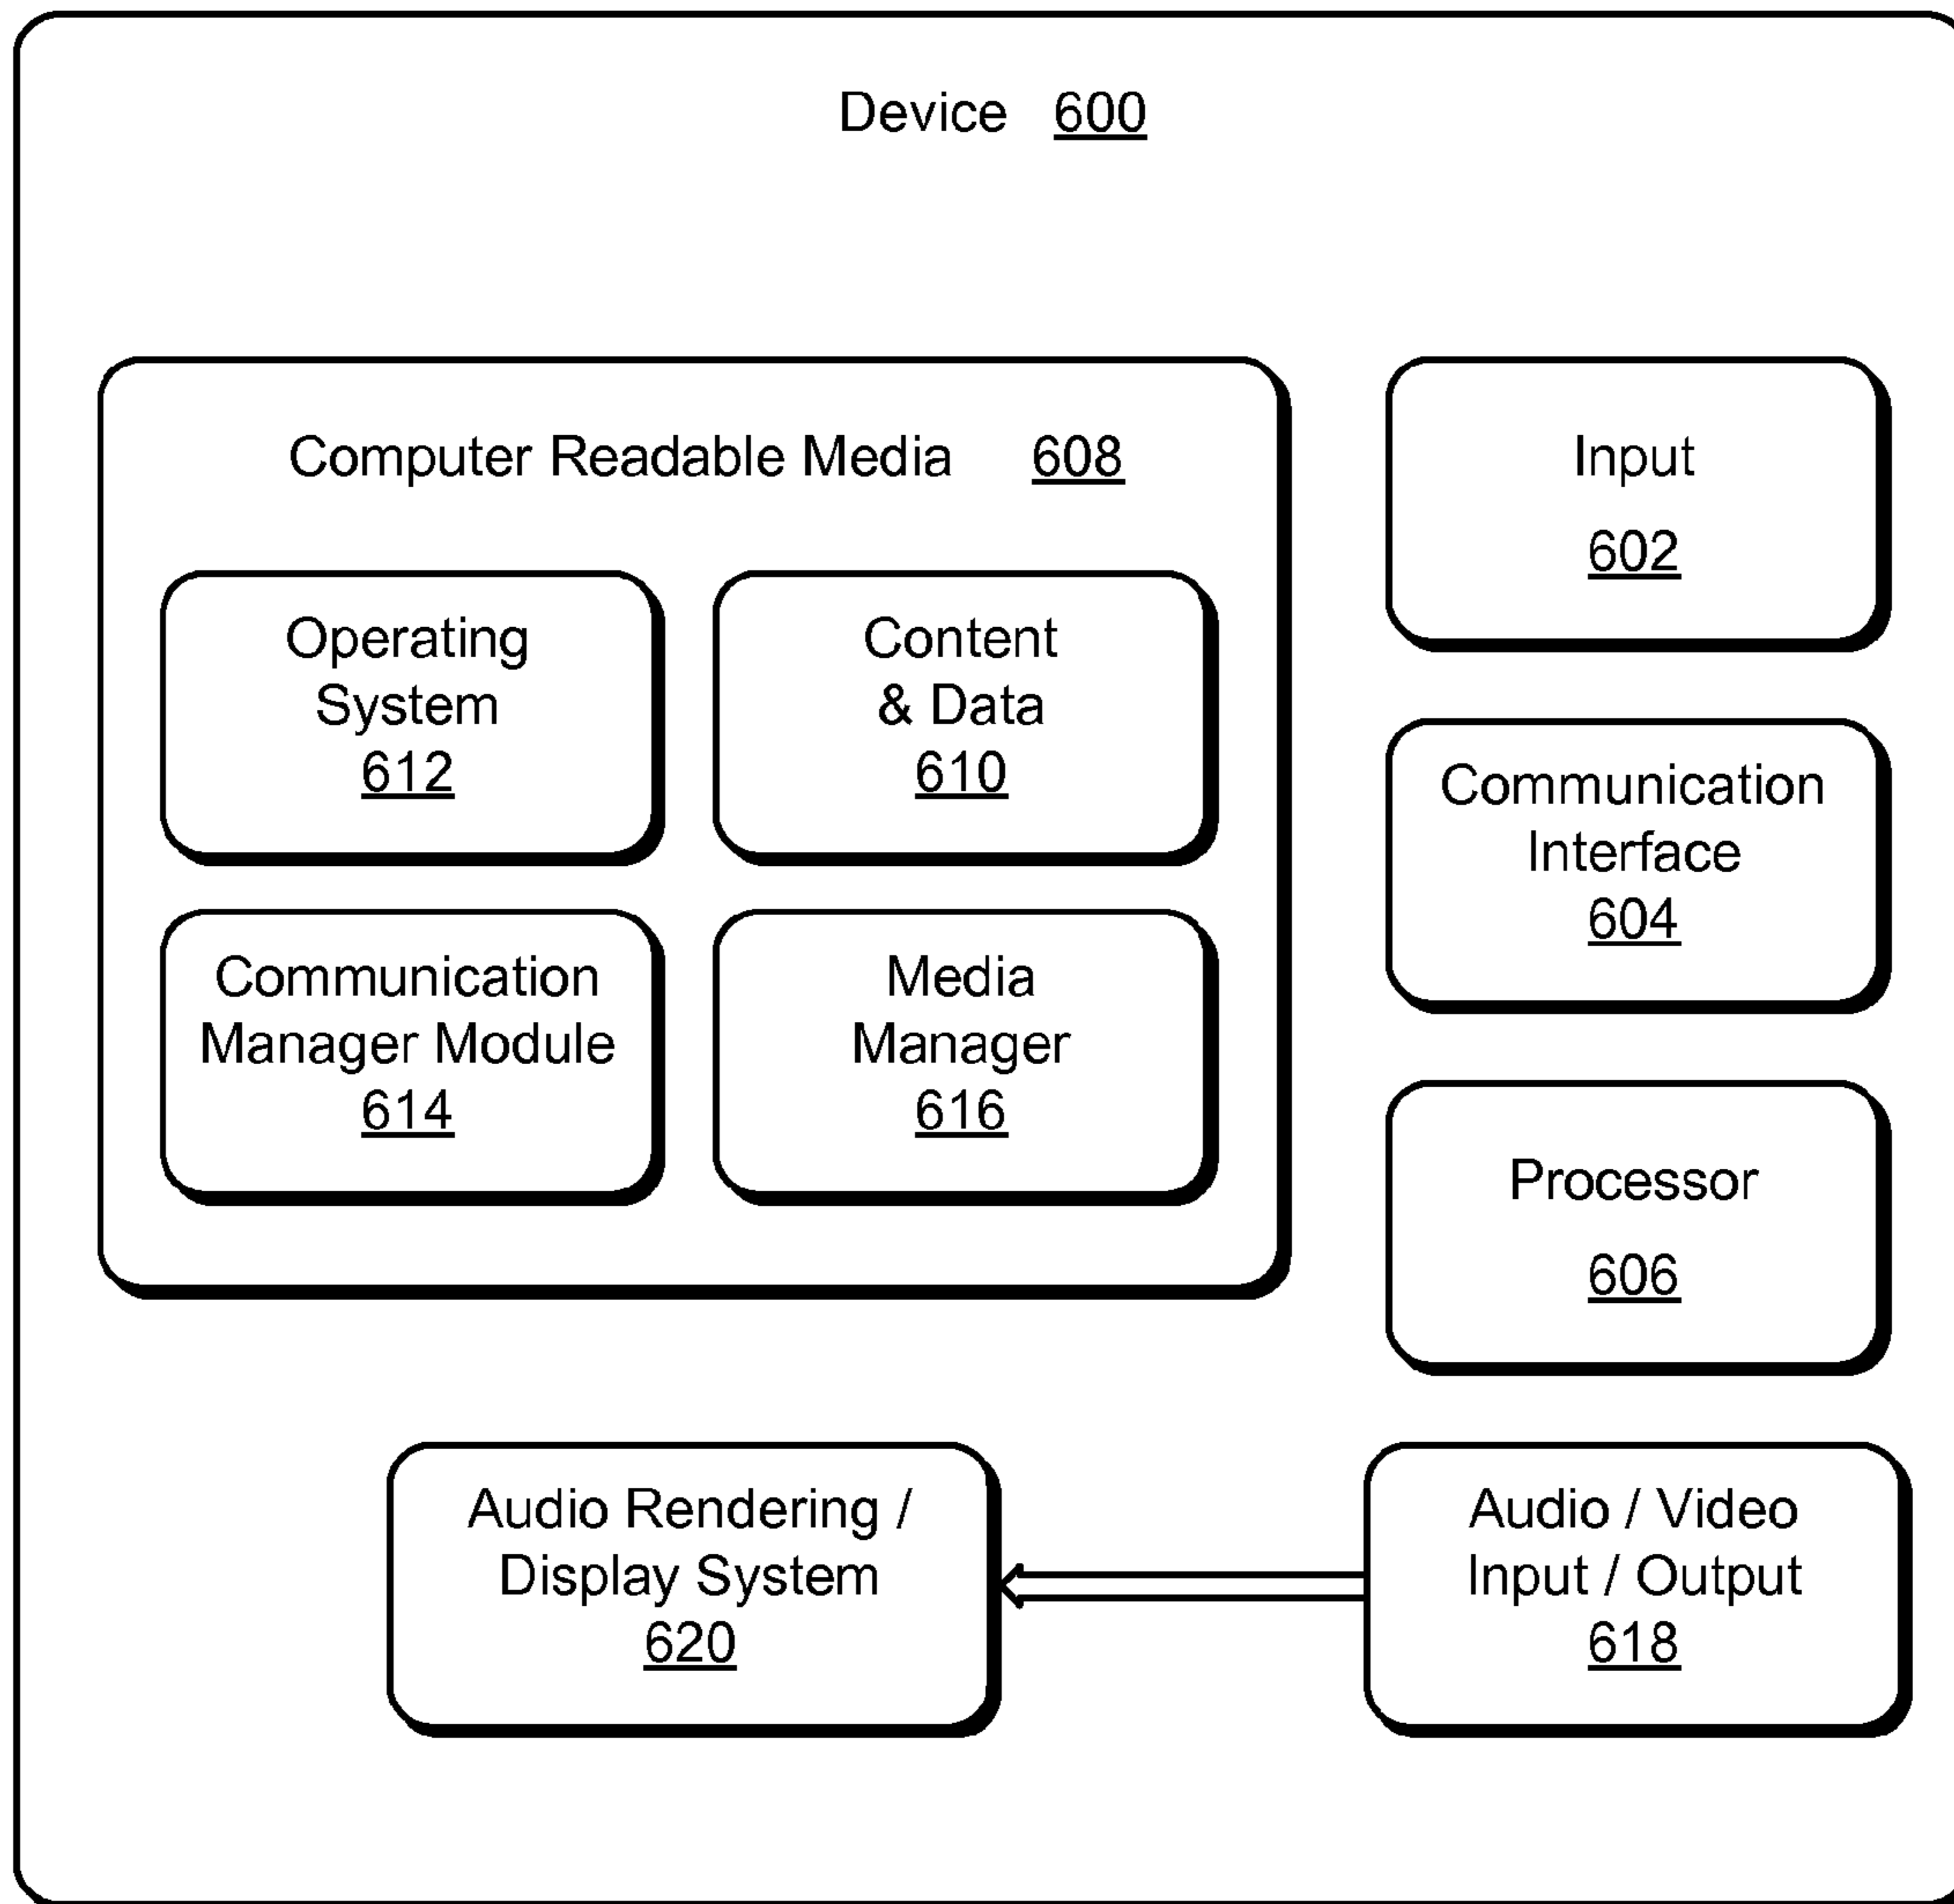 Device 600
Computer Readable Media 608
Operating
System
612
Content
& Data
610
Communication
Manager Module
614
Media
Manager
616
Input
602
Communication
Interface
604
Processor
606
Audio Rendering /
Display System
620
Audio / Video
Input / Output
618